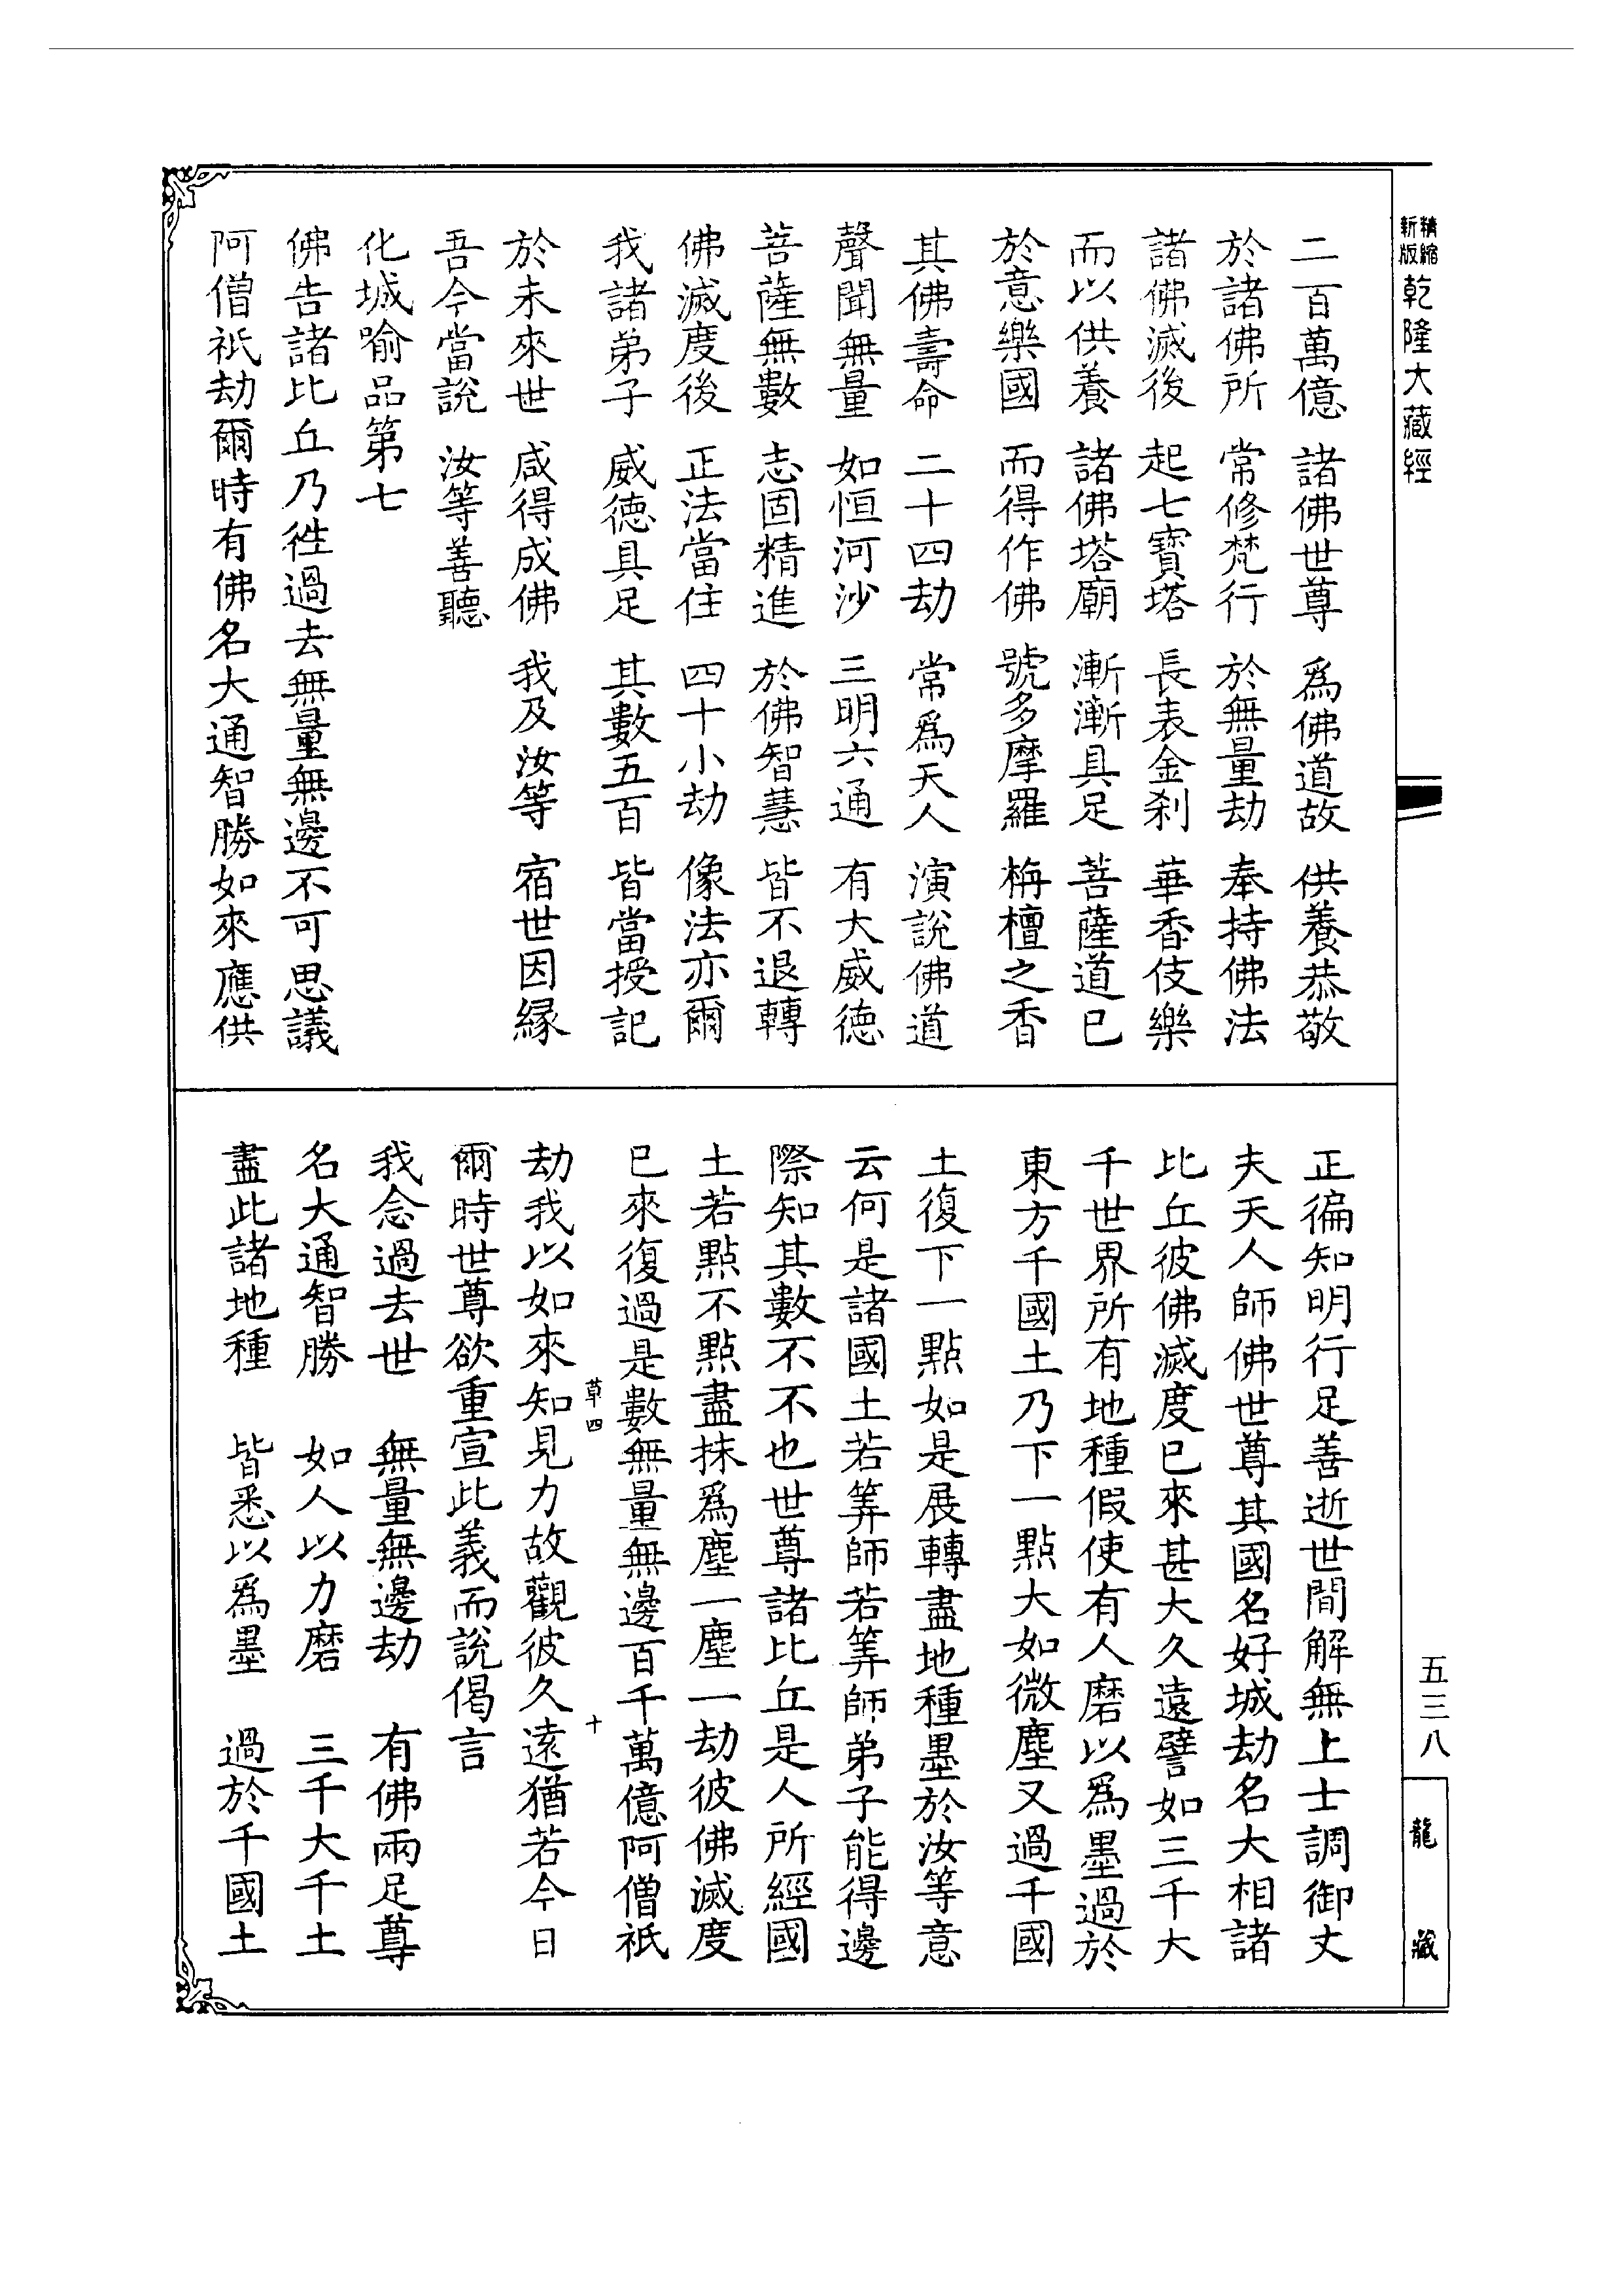 精縮新版乾隆大藏經
五三八
龍藏
二百萬億 諸佛世尊 爲佛道故 供養恭敬
於諸佛所 常修梵行 於無量劫 奉持佛法
諸佛滅後 起七寶塔 長表金刹 華香伎樂
而以供養 諸佛塔廟 漸漸具足 菩薩道已
於意樂國 而得作佛 號多摩羅 栴檀之香
其佛壽命 二十四劫 常爲天人 演說佛道
聲聞無量 如恒河沙 三明六通 有大威德
菩薩無數 志固精進 於佛智慧 皆不退轉
佛滅度後 正法當住 四十小劫 像法亦爾
我諸弟子 威德具足 其數五百 皆當授記
於未來世 咸得成佛 我及汝等 宿世因縁
吾今當說 汝等善聽
化城喻品第七
佛告諸比丘乃徃過去無量無邊不可思議
阿僧祇劫爾時有佛名大通智勝如來應供
正徧知明行足善逝世間解無上士調御丈
夫天人師佛世尊其國名好城劫名大相諸
比丘彼佛滅度已來甚大久遠譬如三千大
千世界所有地種假使有人磨以爲墨過於
東方千國土乃下一點大如微塵又過千國
土復下一點如是展轉盡地種墨於汝等意
云何是諸國土若筭師若筭師弟子能得邊
際知其數不不也世尊諸比丘是人所經國
土若點不點盡抹爲塵一塵一劫彼佛滅度
已來復過是數無量無邊百千萬億阿僧祇
草四 十
劫我以如來知見力故觀彼久遠猶若今日
爾時世尊欲重宣此義而說偈言
我念過去世 無量無邊劫 有佛兩足尊
名大通智勝 如人以力磨 三千大千土
盡此諸地種 皆悉以爲墨 過於千國土